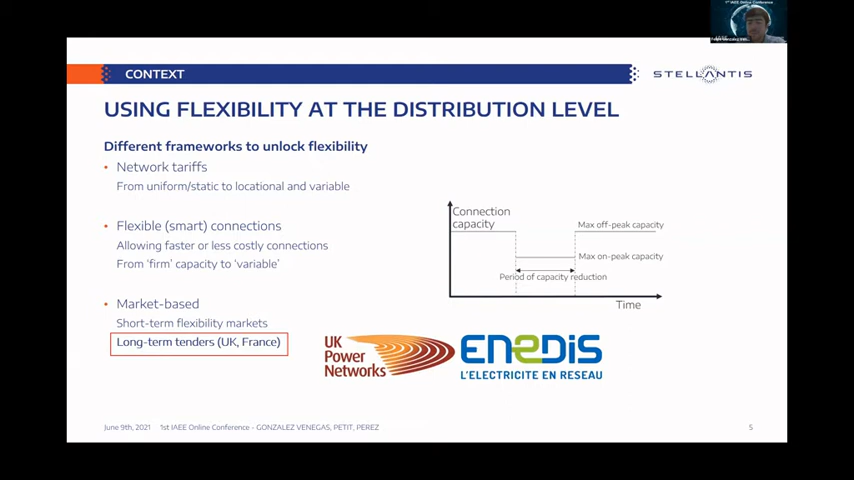 1st IAEE Online Conference
CONTEXT
STELLANTIS
USING FLEXIBILITY AT THE DISTRIBUTION LEVEL
Different frameworks to unlock flexibility
• Network tariffs
From uniform/static to locational and variable
• Flexible (smart) connections
Allowing faster or less costly connections
From ‘firm’ capacity to ‘variable’
• Market-based
Short-term flexibility markets
Long-term tenders (UK, France)
Connection
capacity
Max off-peak capacity
Max on-peak capacity
Period of capacity reduction
Time
UK
Power
Networks
ENEDIS
L'ELECTRICITE EN RESEAU
June 9th, 2021
1st IAEE Online Conference - GONZALEZ VENEGAS, PETIT, PEREZ
5